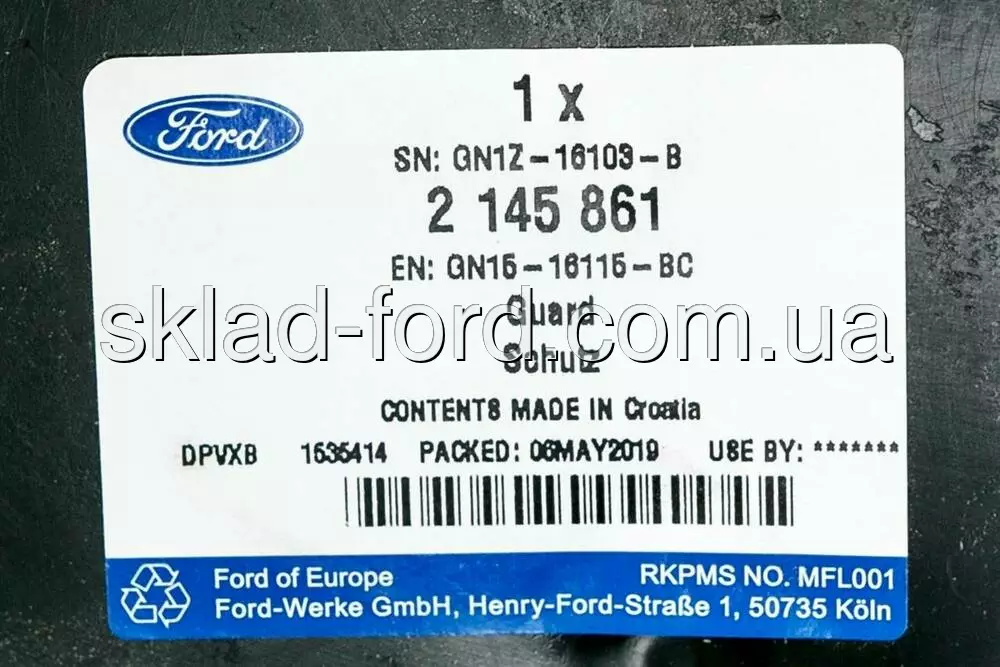 Ford
1 x
SN: GN1Z-16103-B
2 145 861
EN: GN15-16115-BC
Guard
sklad-ford.com.ua
Schutz
CONTENTS MADE IN Croatia
DPVXB 1535414 PACKED: 06MAY2019 USE BY: *******
Ford of Europe RKPMS NO. MFL001
Ford-Werke GmbH, Henry-Ford-Straße 1, 50735 Köln